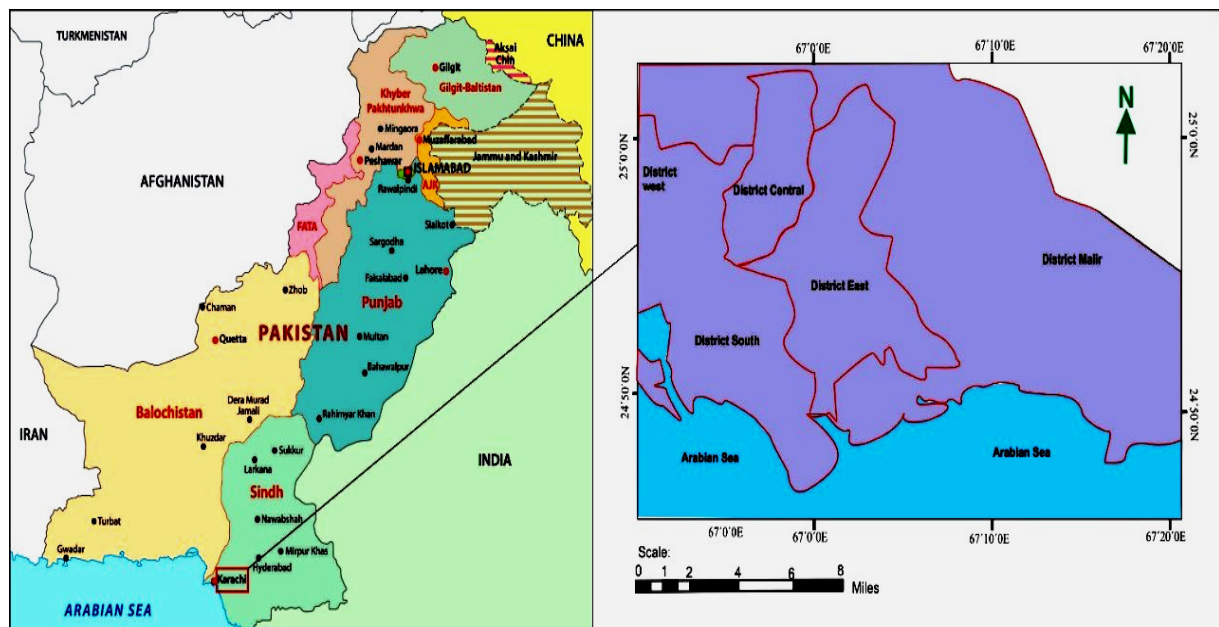 TURKMENISTAN
CHINA
Aksai
Chin
Gilgit
Gilgit-Baltistan
Khyber
Pakhtunkhwa
Mingaora
Muzaffarabad
Mardan
Jammu and Kashmir
Peshawar
ISLAMABAD
AFGHANISTAN
Rawalpindi
AJK
FATA
Sialkot
Sargodha
Lahore
Faisalabad
Zhob
Punjab
Chaman
PAKISTAN
Quetta
Multan
Bahawalpur
Dera Murad
Jamali
Balochistan
Rahimyar Khan
IRAN
Khuzdar
Sukkur
Larkana
INDIA
Sindh
Turbat
Nawabshah
Gwadar
Mirpur Khas
Hyderabad
Karachi
ARABIAN SEA
67°0'0E
67°10'0E
67°20'0E
N
25°0'0N
25°0'0N
District
west
District Central
District Malir
District East
District South
24°50'0N
24°50'0N
Arabian Sea
Arabian Sea
67°0'0E
67°0'0E
67°10'0E
67°20'0E
Scale:
0 1 2 4 6 8
Miles